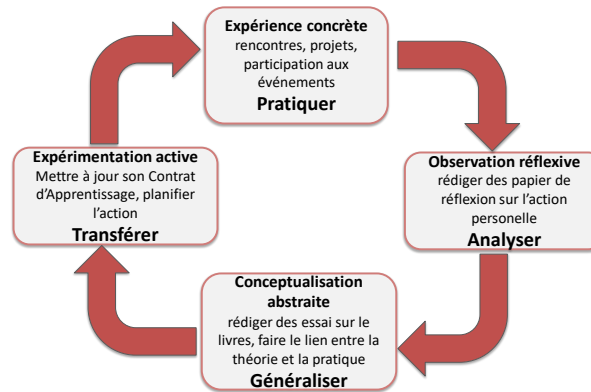 Expérience concrète
rencontres, projets,
participation aux
événements
Pratiquer
Observation réflexive
rédiger des papier de
réflexion sur l'action
personelle
Analyser
Conceptualisation
abstraite
rédiger des essai sur le
livres, faire le lien entre la
théorie et la pratique
Généraliser
Expérimentation active
Mettre à jour son Contrat
d'Apprentissage, planifier
l'action
Transférer